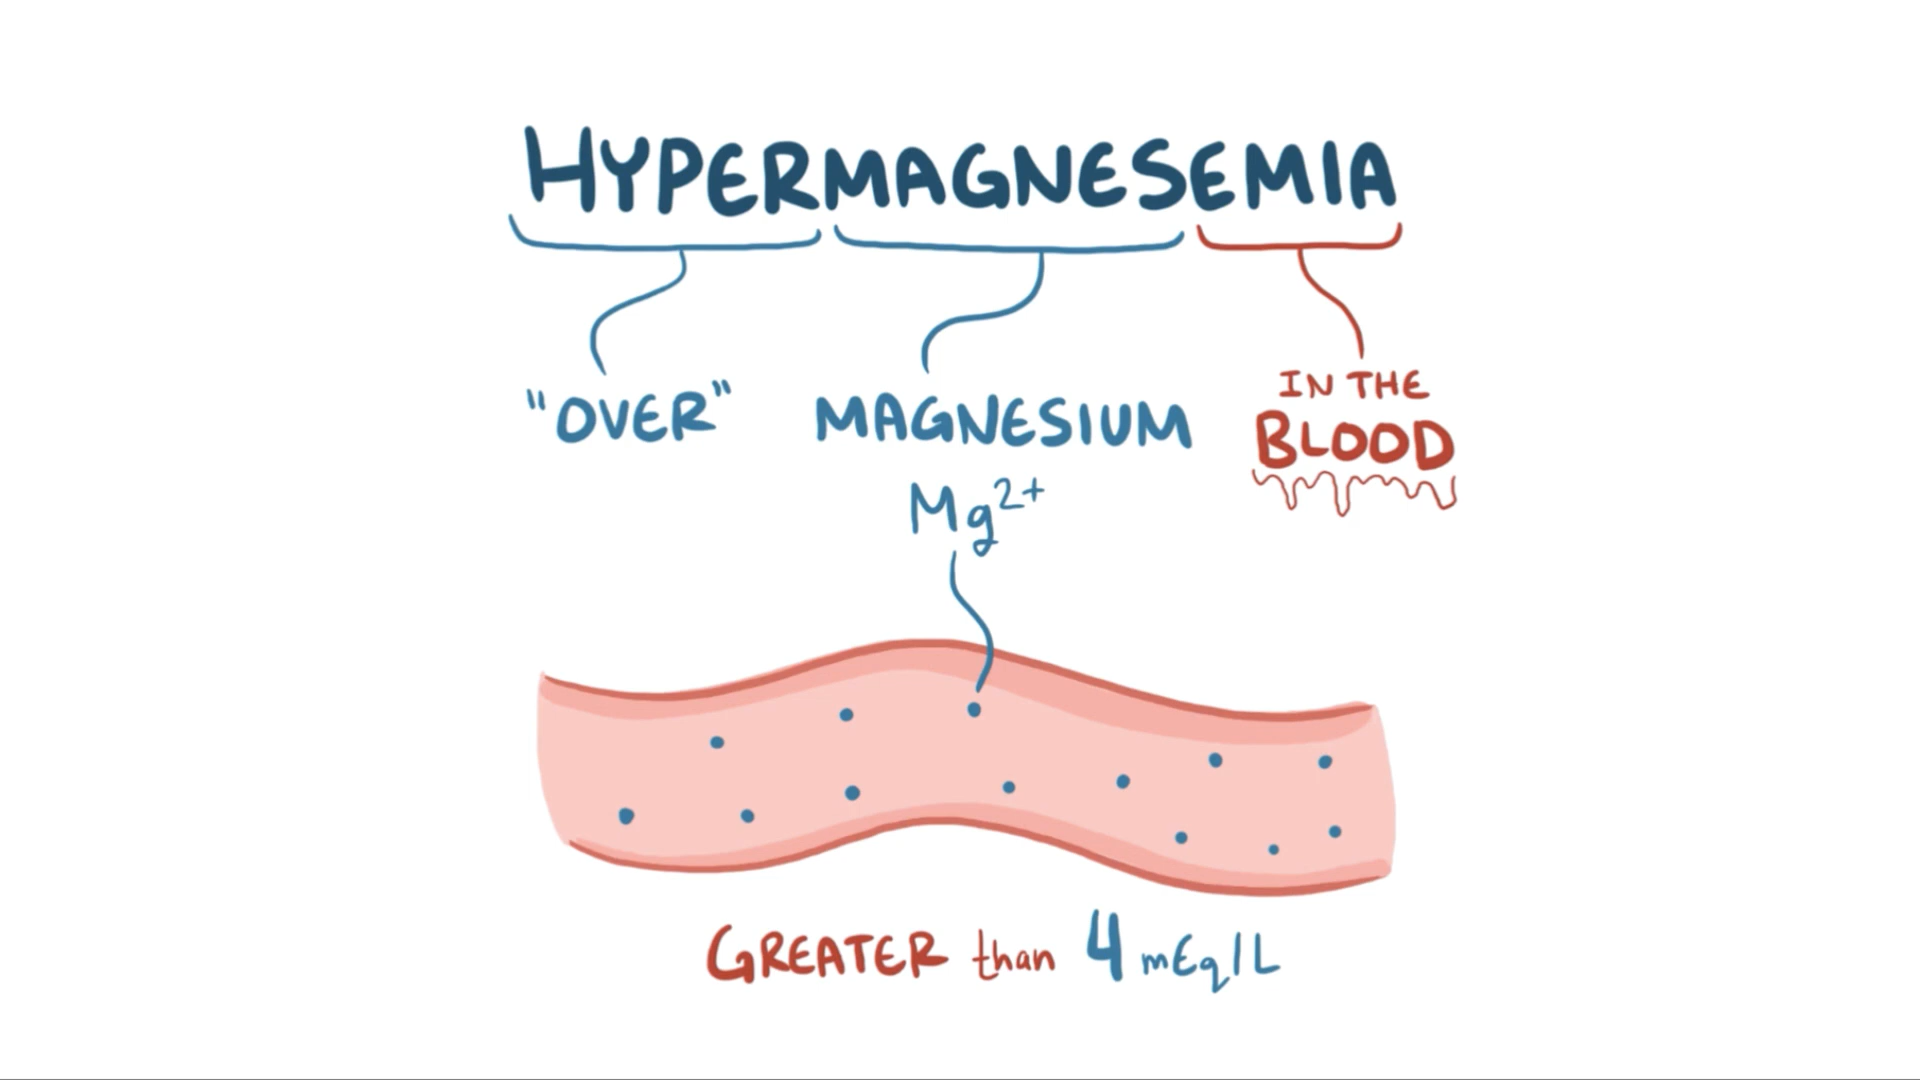 HYPERMAGNESEMIA
"OVER"
MAGNESIUM
Mg²⁺
IN THE
BLOOD
GREATER than 4 mEq/L